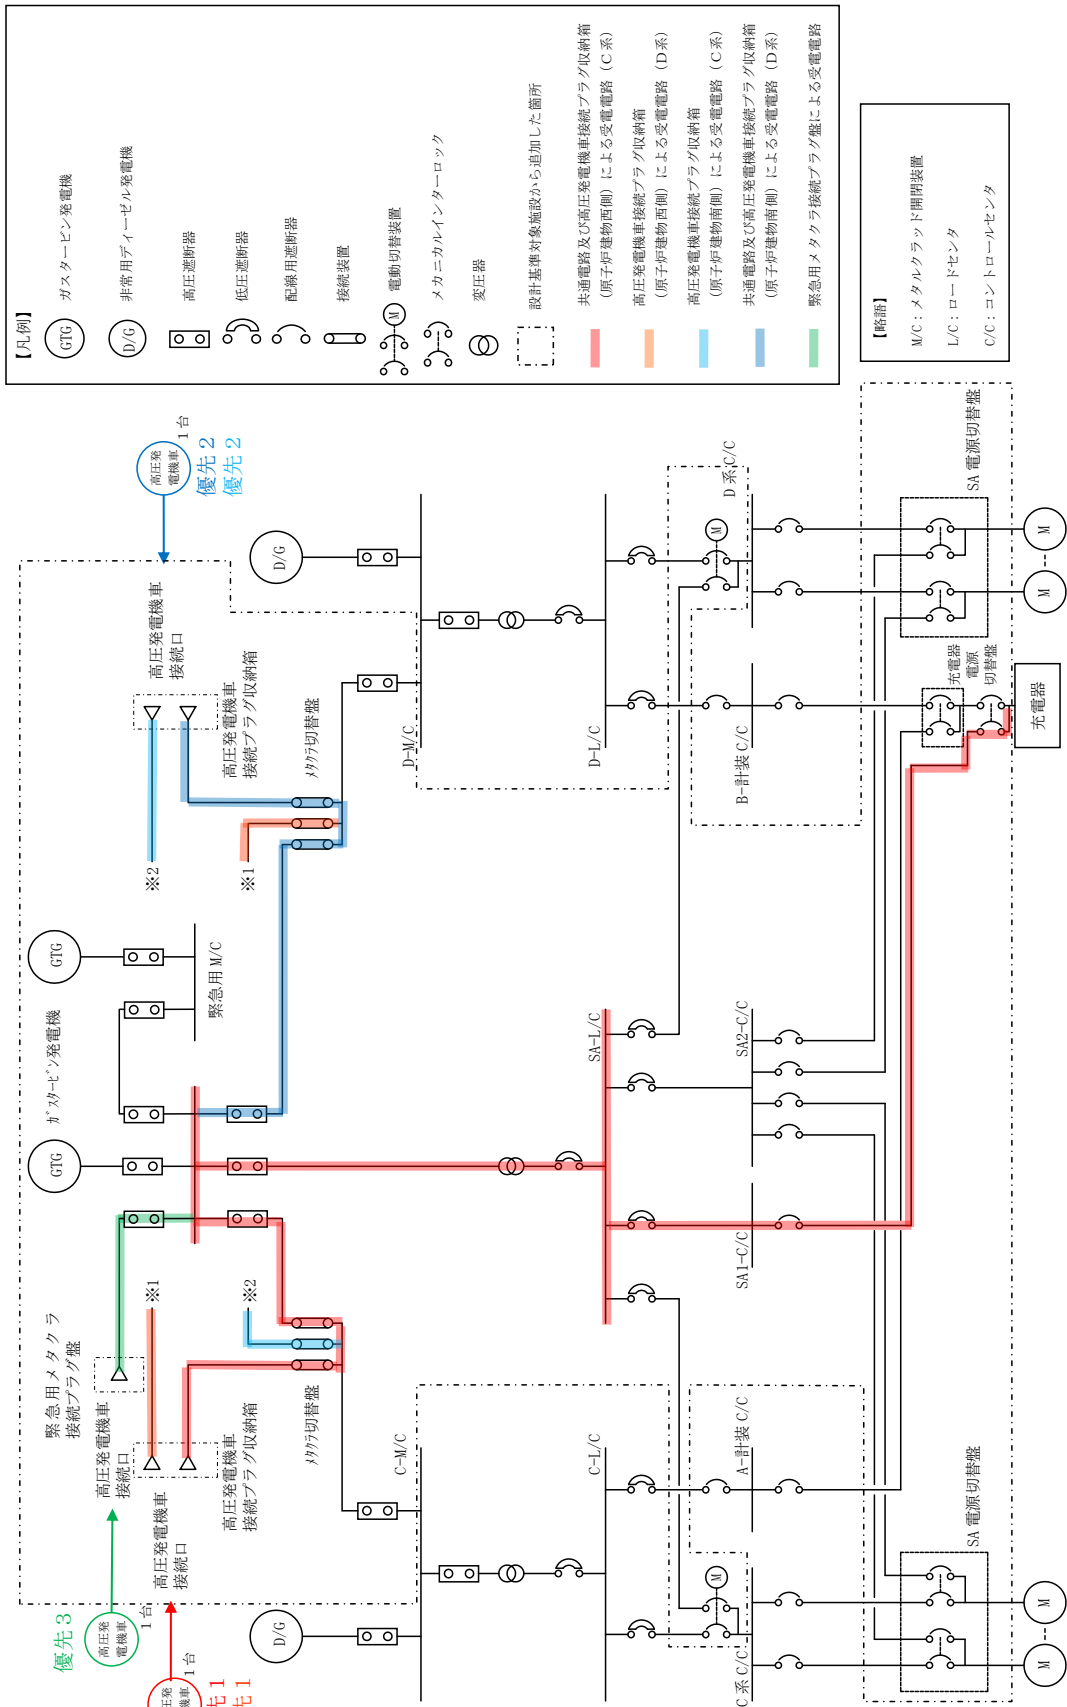 【凡例】
GTG
ガスタービン発電機
D/G
非常用ディーゼル発電機
高圧遮断器
低圧遮断器
配線用遮断器
接続装置
M
電動切替装置
メカニカルインターロック
変圧器
設計基準対象施設から追加した箇所
共通電路及び高圧発電機車接続プラグ収納箱
(原子炉建物西側)による受電電路(C系)
高圧発電機車接続プラグ収納箱
(原子炉建物西側)による受電電路(D系)
高圧発電機車接続プラグ収納箱
(原子炉建物南側)による受電電路(C系)
共通電路及び高圧発電機車接続プラグ収納箱
(原子炉建物南側)による受電電路(D系)
緊急用メタクラ接続プラグ盤による受電電路
【略語】
M/C:メタルクラッド開閉装置
L/C:ロードセンタ
C/C:コントロールセンタ
優先3
高圧発
電機車
1台
1台
先1
先1
高圧発電機車
接続口
緊急用メタクラ
接続プラグ盤
高圧発電機車
接続口
高圧発電機車
接続プラグ収納箱
※1
※2
メタクラ切替盤
GTG
ガスタービン発電機
GTG
緊急用M/C
※2
※1
高圧発電機車
接続口
高圧発電機車
接続プラグ収納箱
メタクラ切替盤
高圧発
電機車
1台
優先2
優先2
D/G
D/G
C-M/C
D-M/C
C-L/C
SA-L/C
D-L/C
M
M
C系C/C
A-計装C/C
SA1-C/C
SA2-C/C
B-計装C/C
D系C/C
SA電源切替盤
充電器
電源
切替盤
SA電源切替盤
M
M
充電器
M
M